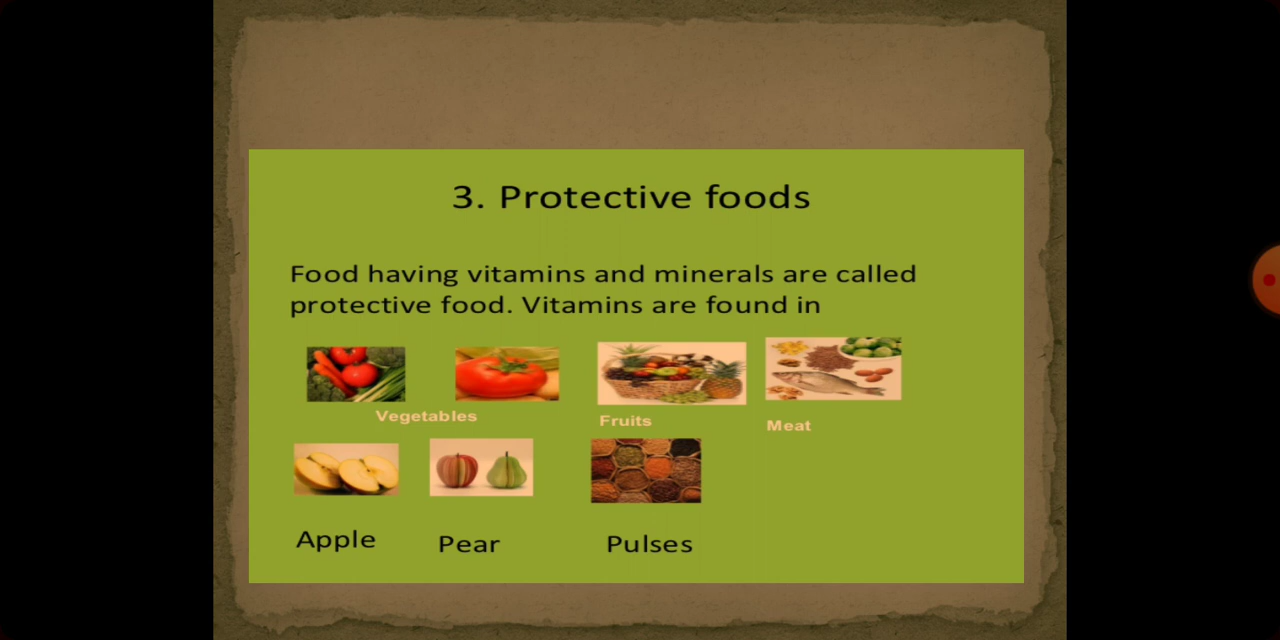 3. Protective foods
Food having vitamins and minerals are called
protective food. Vitamins are found in
Vegetables
Fruits
Meat
Apple
Pear
Pulses